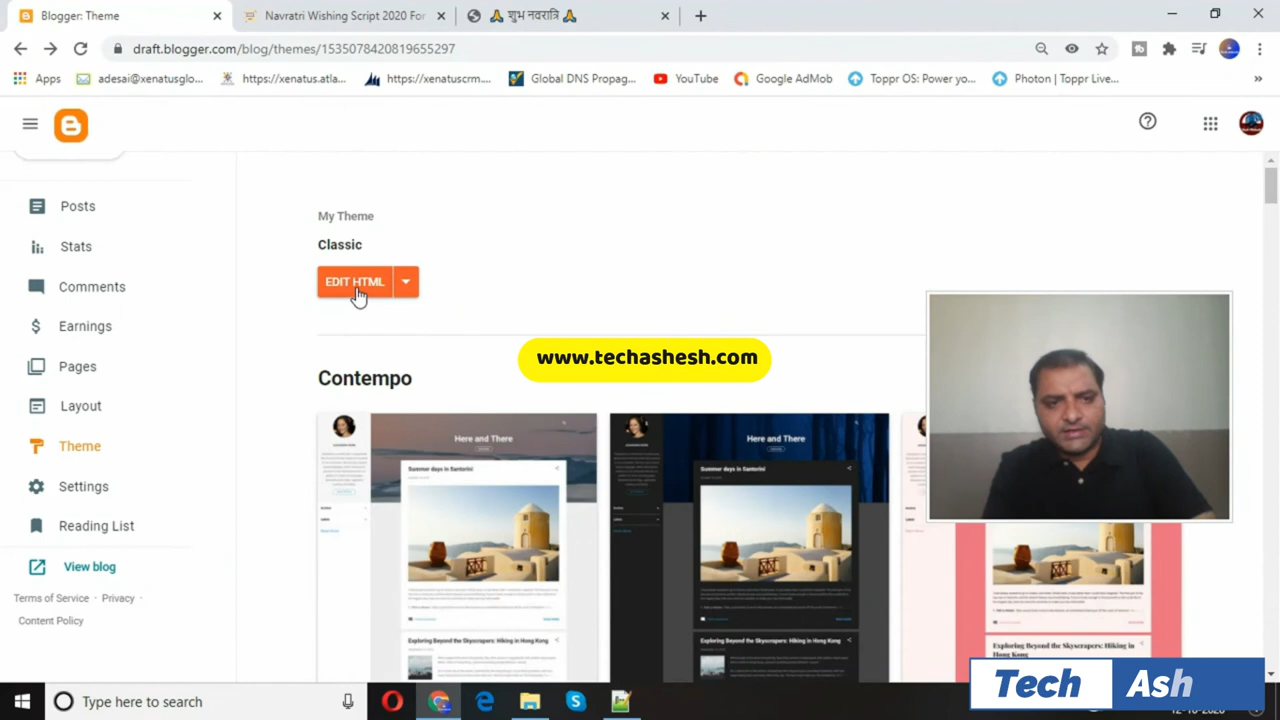 Blogger: Theme
Navratri Wishing Script 2020 For
🙏 शुभ नवरात्रि 🙏
draft.blogger.com/blog/themes/1535078420819655297
Apps
adesai@xenatusglo...
https://xenatus.atla...
https://xenatuscrm....
Global DNS Propag...
YouTube
Google AdMob
Toppr OS: Power yo...
Photon | Toppr Live...
Posts
Stats
Comments
Earnings
Pages
Layout
Theme
Settings
Reading List
View blog
Terms of Service · Privacy ·
Content Policy
My Theme
Classic
EDIT HTML
www.techashesh.com
Contempo
Here and There
Summer days in Santorini
Exploring Beyond the Skyscrapers: Hiking in Hong Kong
Here and There
Summer days in Santorini
Exploring Beyond the Skyscrapers: Hiking in Hong Kong
Exploring Beyond the Skyscrapers: Hiking in
Hong Kong
Tech Asn
Type here to search